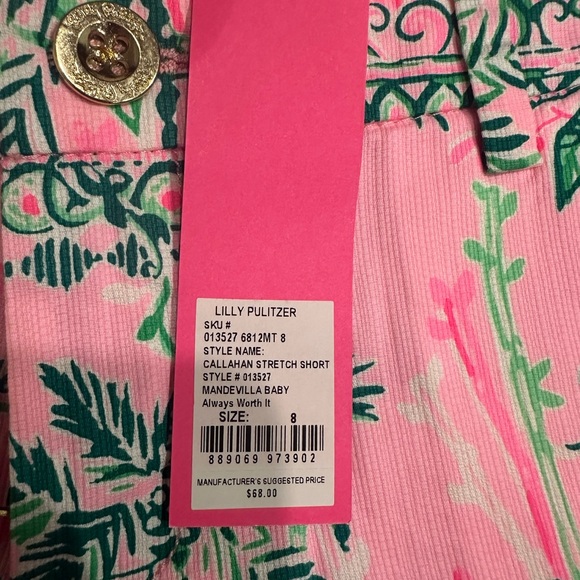 LILLY PULITZER
SKU #
013527 6812MT 8
STYLE NAME:
CALLAHAN STRETCH SHORT
STYLE # 013527
MANDEVILLA BABY
Always Worth It
SIZE: 8
889069 973902
MANUFACTURER'S SUGGESTED PRICE
$68.00